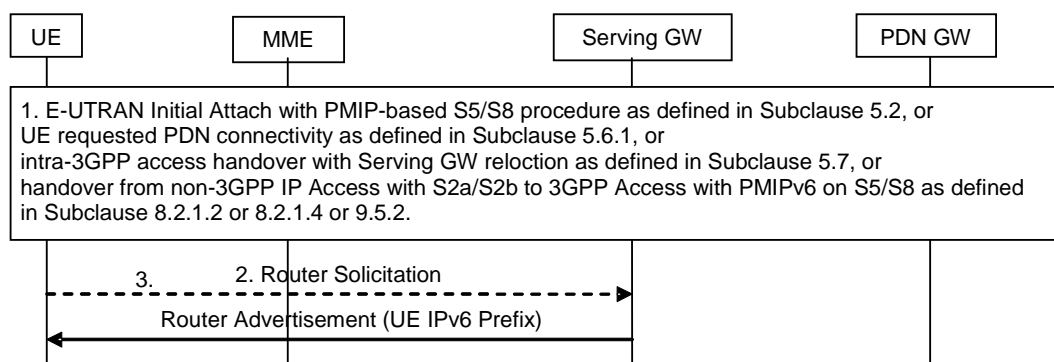 UE
MME
Serving GW
PDN GW
1. E-UTRAN Initial Attach with PMIP-based S5/S8 procedure as defined in Subclause 5.2, or
UE requested PDN connectivity as defined in Subclause 5.6.1, or
intra-3GPP access handover with Serving GW reloction as defined in Subclause 5.7, or
handover from non-3GPP IP Access with S2a/S2b to 3GPP Access with PMIPv6 on S5/S8 as defined
in Subclause 8.2.1.2 or 8.2.1.4 or 9.5.2.
3.
2. Router Solicitation
Router Advertisement (UE IPv6 Prefix)